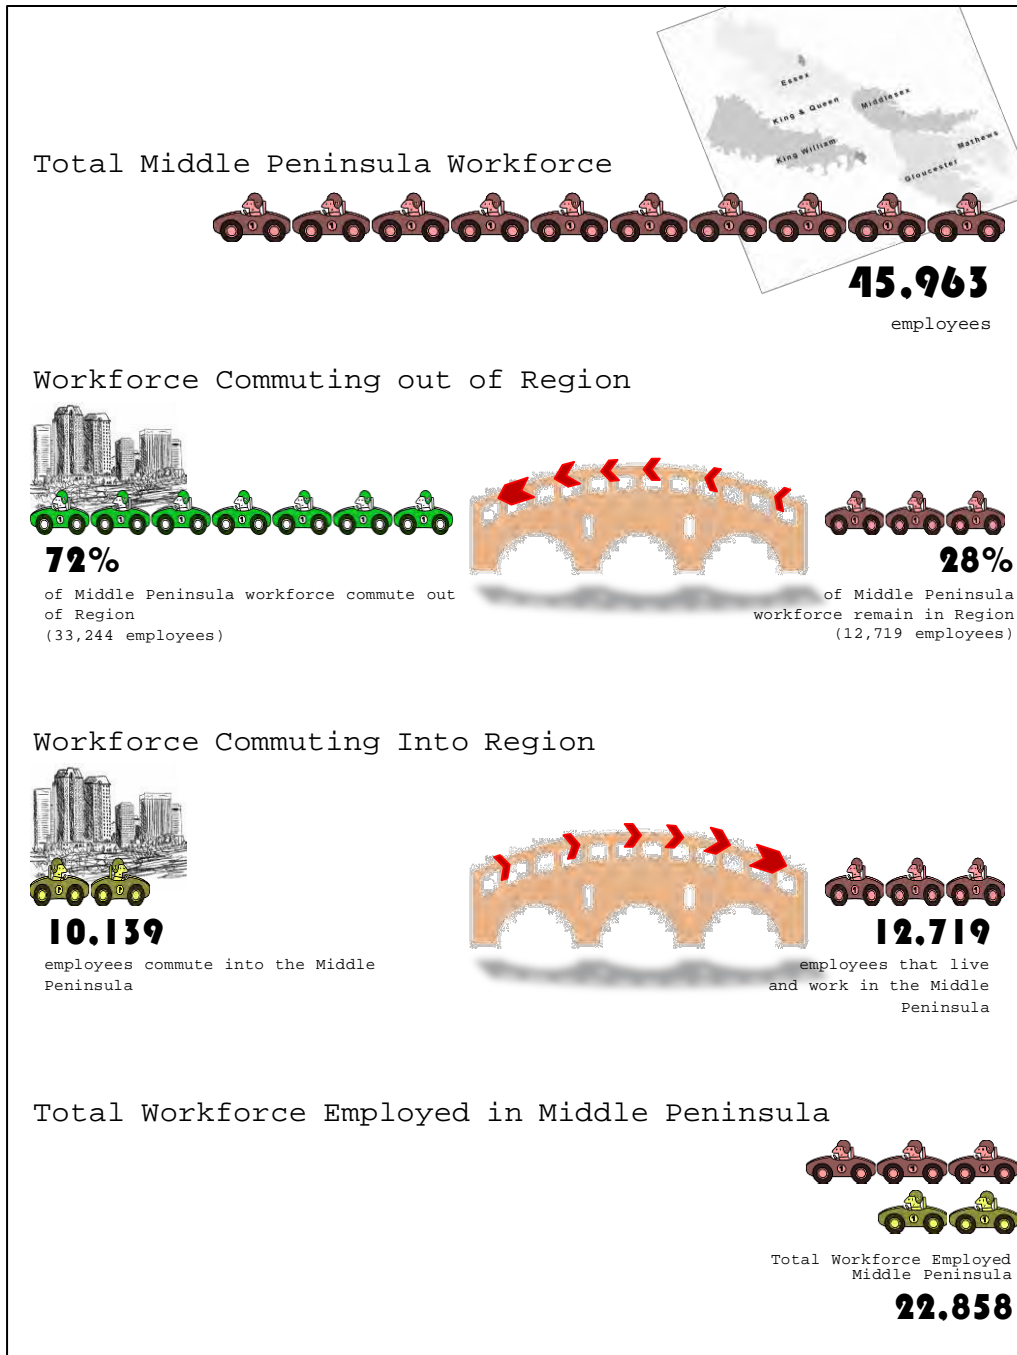 Essex
King & Queen
Middlesex
King William
Mathews
Gloucester
Total Middle Peninsula Workforce
45,963
employees
Workforce Commuting out of Region
72%
of Middle Peninsula workforce commute out
of Region
(33,244 employees)
28%
of Middle Peninsula
workforce remain in Region
(12,719 employees)
Workforce Commuting Into Region
10,139
employees commute into the Middle
Peninsula
12,719
employees that live
and work in the Middle
Peninsula
Total Workforce Employed in Middle Peninsula
Total Workforce Employed
Middle Peninsula
22,858